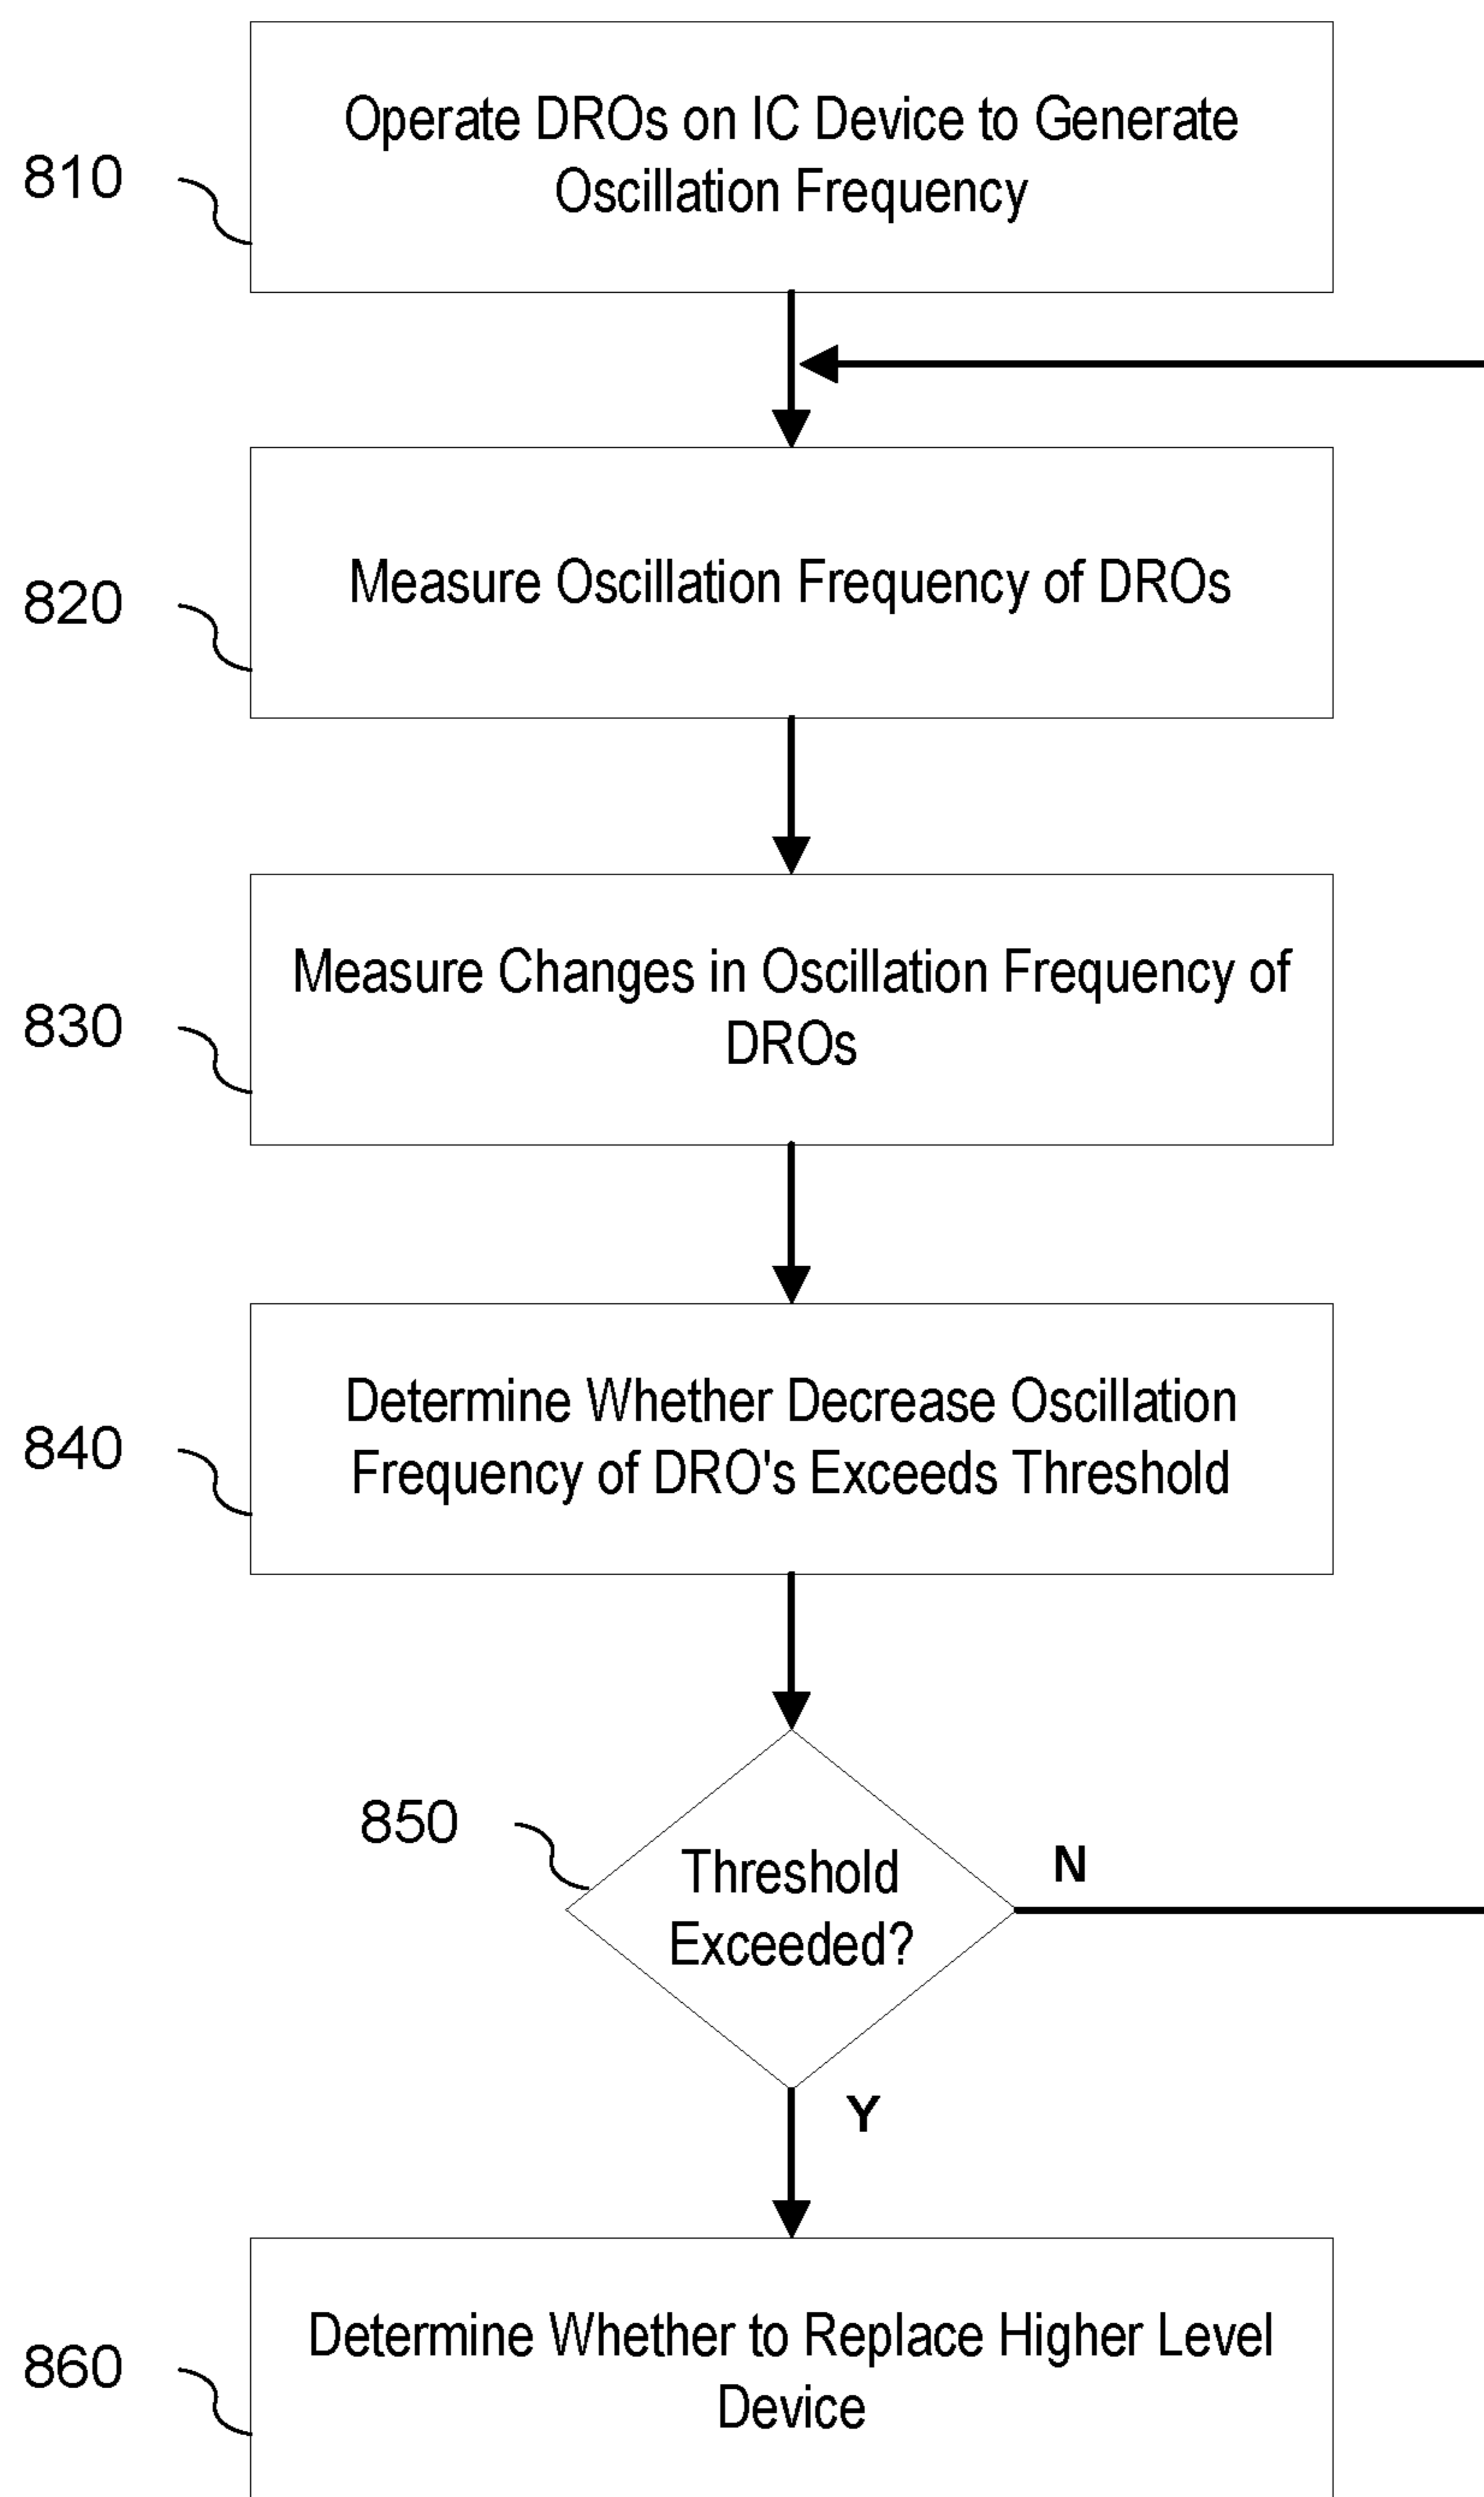 Operate DROs on IC Device to Generate
Oscillation Frequency
810
Measure Oscillation Frequency of DROs
820
Measure Changes in Oscillation Frequency of
DROs
830
Determine Whether Decrease Oscillation
Frequency of DRO's Exceeds Threshold
840
850
Threshold
Exceeded?
N
Y
Determine Whether to Replace Higher Level
Device
860